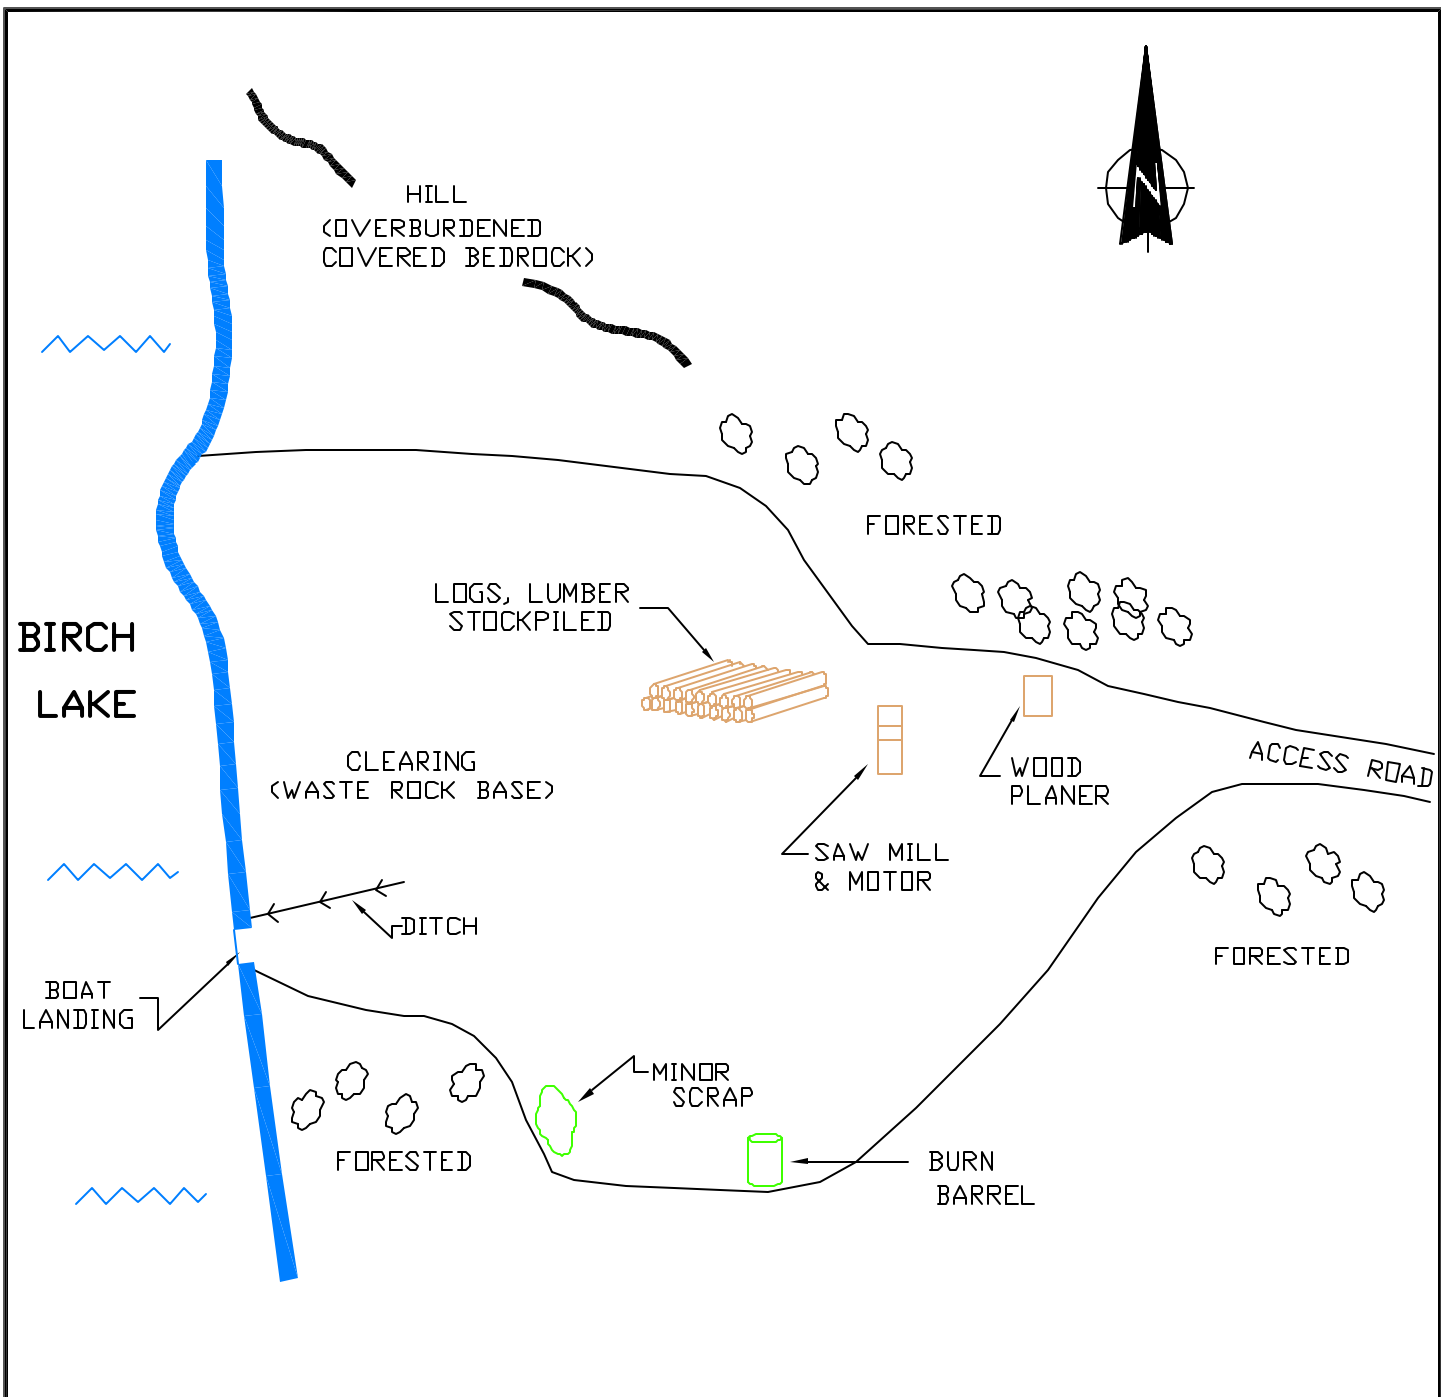 N
HILL
(OVERBURDENED
COVERED BEDROCK)
FORESTED
LOGS, LUMBER
STOCKPILED
BIRCH
LAKE
CLEARING
(WASTE ROCK BASE)
ACCESS ROAD
WOOD
PLANER
SAW MILL
& MOTOR
DITCH
FORESTED
BOAT
LANDING
MINOR
SCRAP
FORESTED
BURN
BARREL